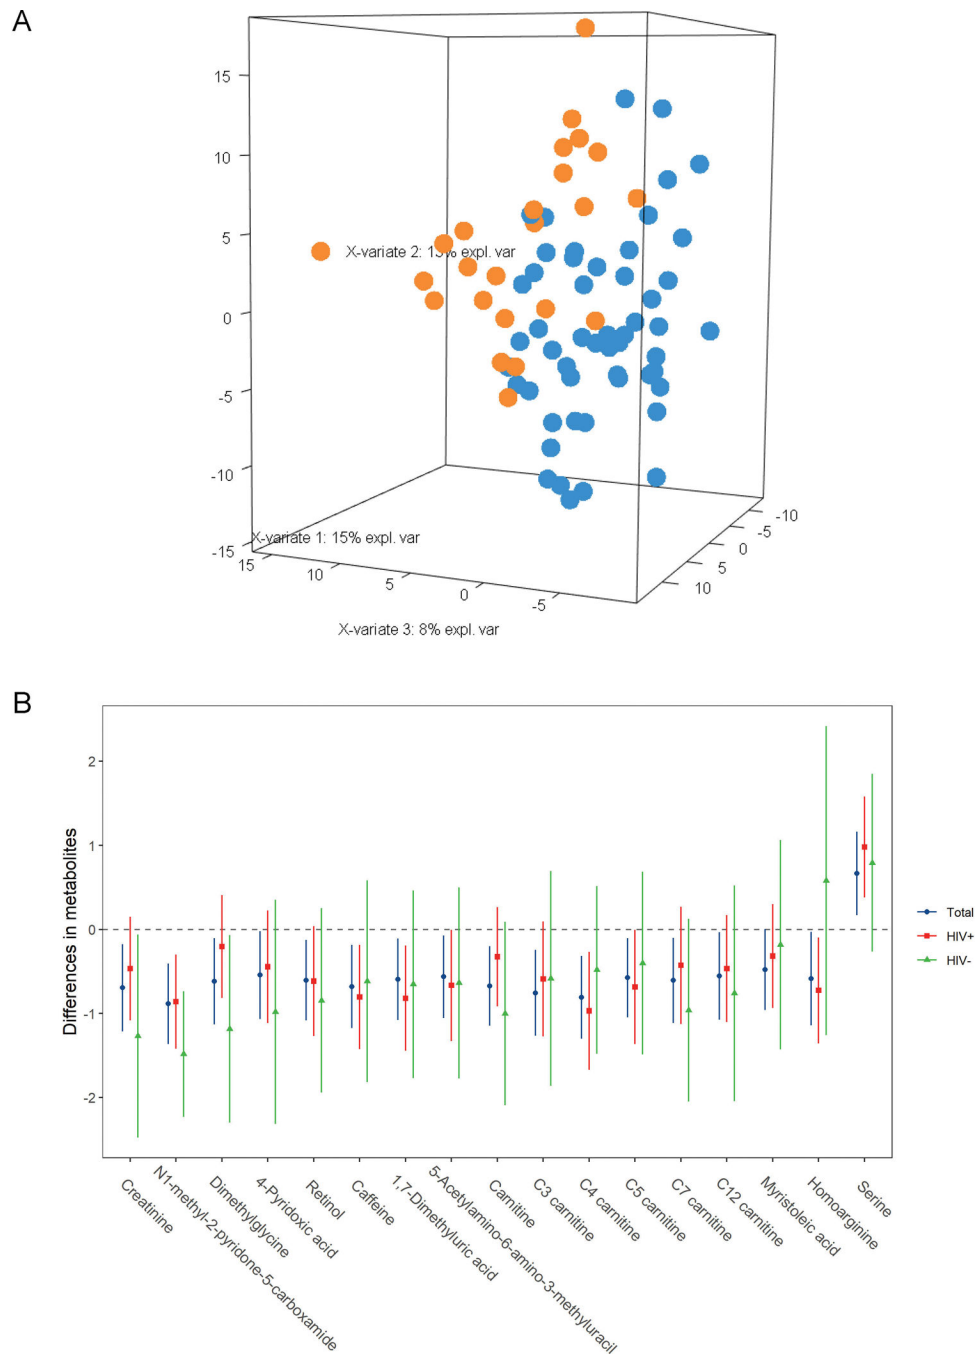 A
15
10
5
0
-5
-10
-15
X-variate 2: 15% expl. var
X-variate 1: 15% expl. var
15
10
5
0
-5
-10
-5
0
5
10
X-variate 3: 8% expl. var
B
Differences in metabolites
2
1
0
-1
-2
Total
HIV+
HIV-
Creatinine
N1-methyl-2-pyridone-5-carboxamide
Dimethylglycine
4-Pyridoxic acid
Retinol
Caffeine
1,7-Dimethyluric acid
5-Acetylamino-6-amino-3-methyluracil
Carnitine
C3 carnitine
C4 carnitine
C5 carnitine
C7 carnitine
C12 carnitine
Myristoleic acid
Homoarginine
Serine